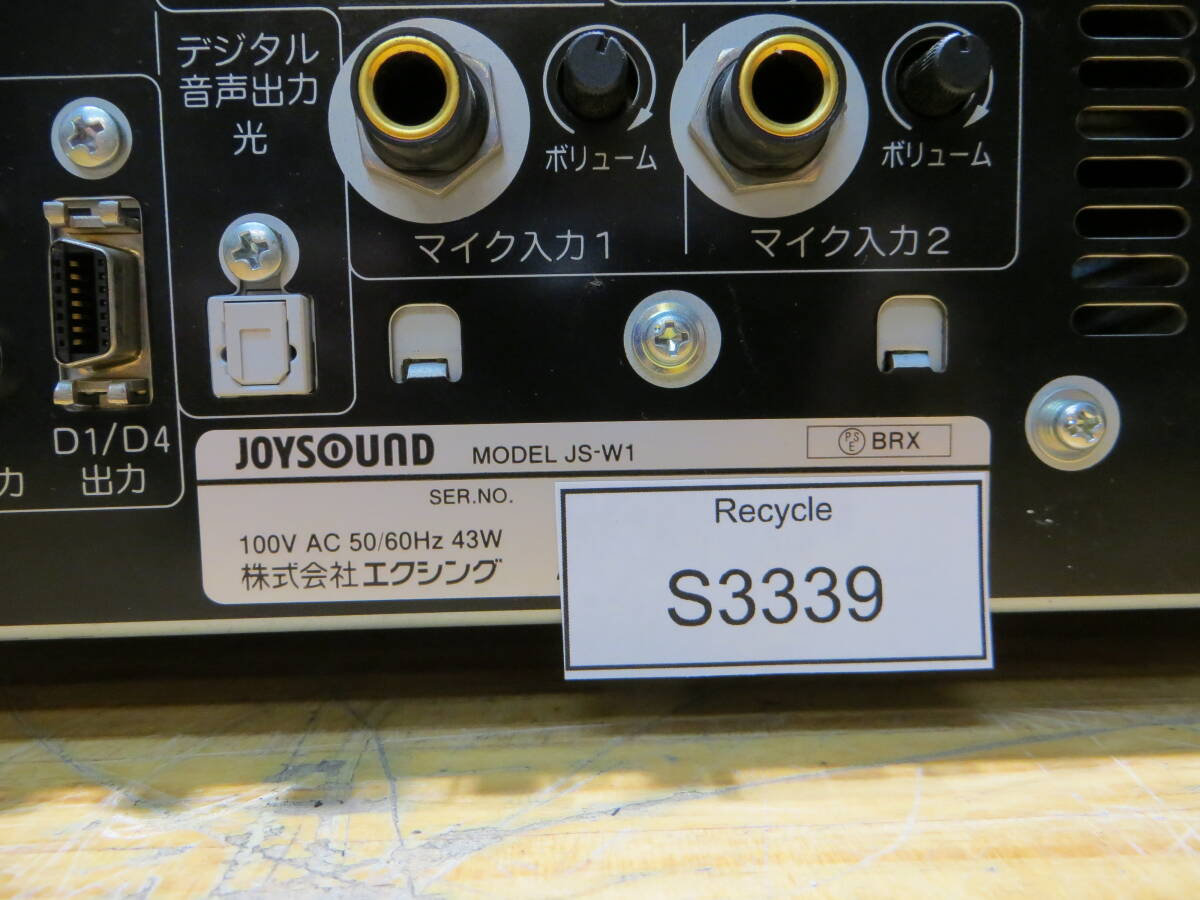 デジタル
音声出力
光
ボリューム
ボリューム
マイク入力1
マイク入力2
D1/D4
出力
力
JOYSOUND MODEL JS-W1 PSE BRX
SER.NO.
100V AC 50/60Hz 43W
株式会社エクシング
Recycle
S3339